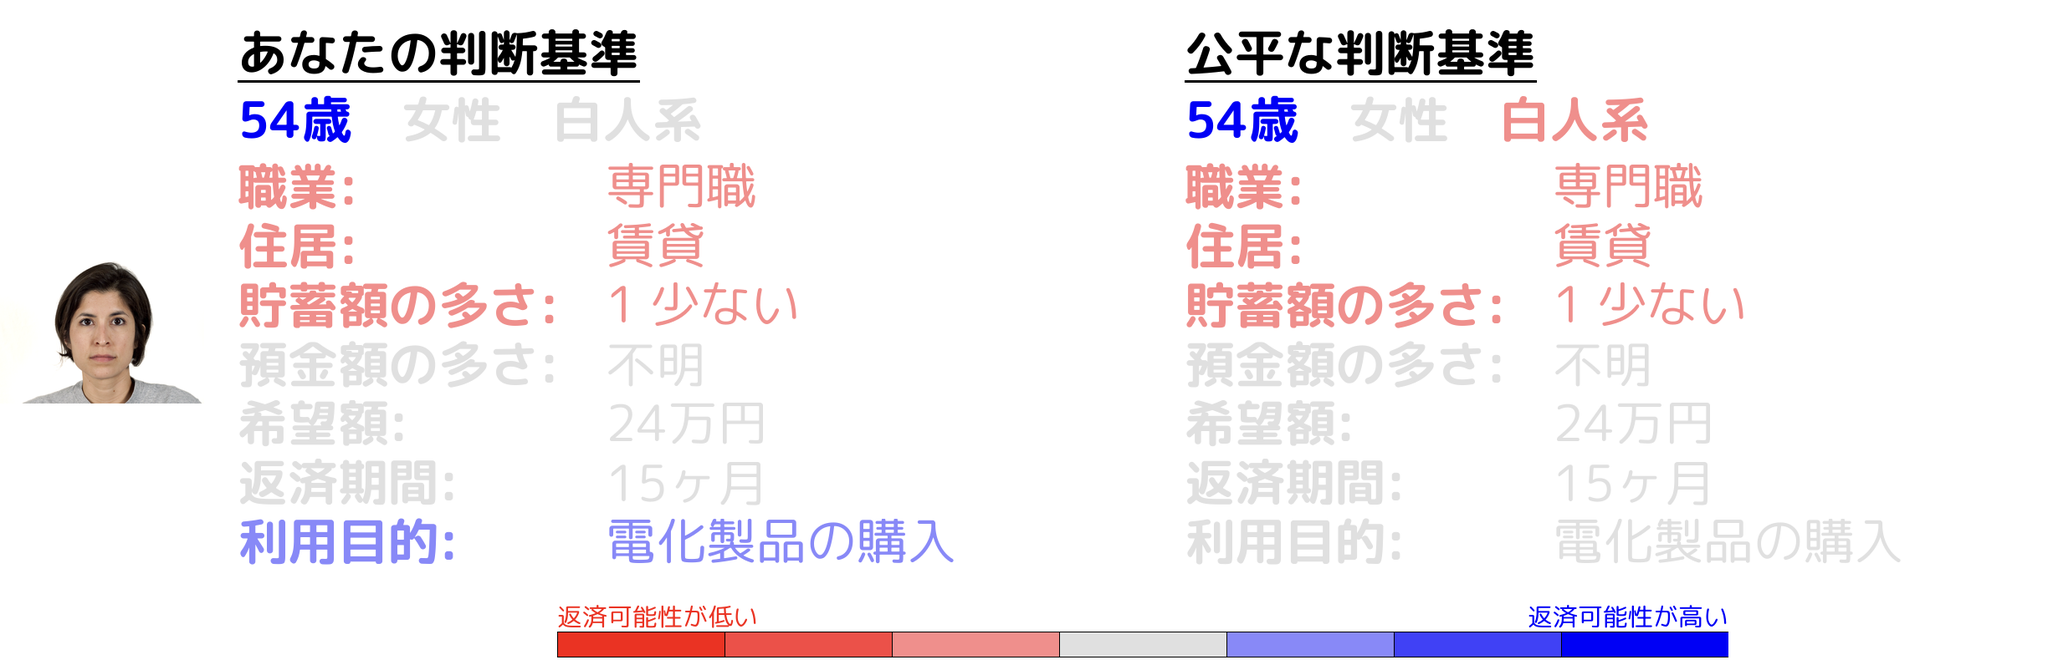 あなたの判断基準
54歳 女性 白人系
職業: 専門職
住居: 賃貸
貯蓄額の多さ: 1 少ない
預金額の多さ: 不明
希望額: 24万円
返済期間: 15ヶ月
利用目的: 電化製品の購入
公平な判断基準
54歳 女性 白人系
職業: 専門職
住居: 賃貸
貯蓄額の多さ: 1 少ない
預金額の多さ: 不明
希望額: 24万円
返済期間: 15ヶ月
利用目的: 電化製品の購入
返済可能性が低い
返済可能性が高い